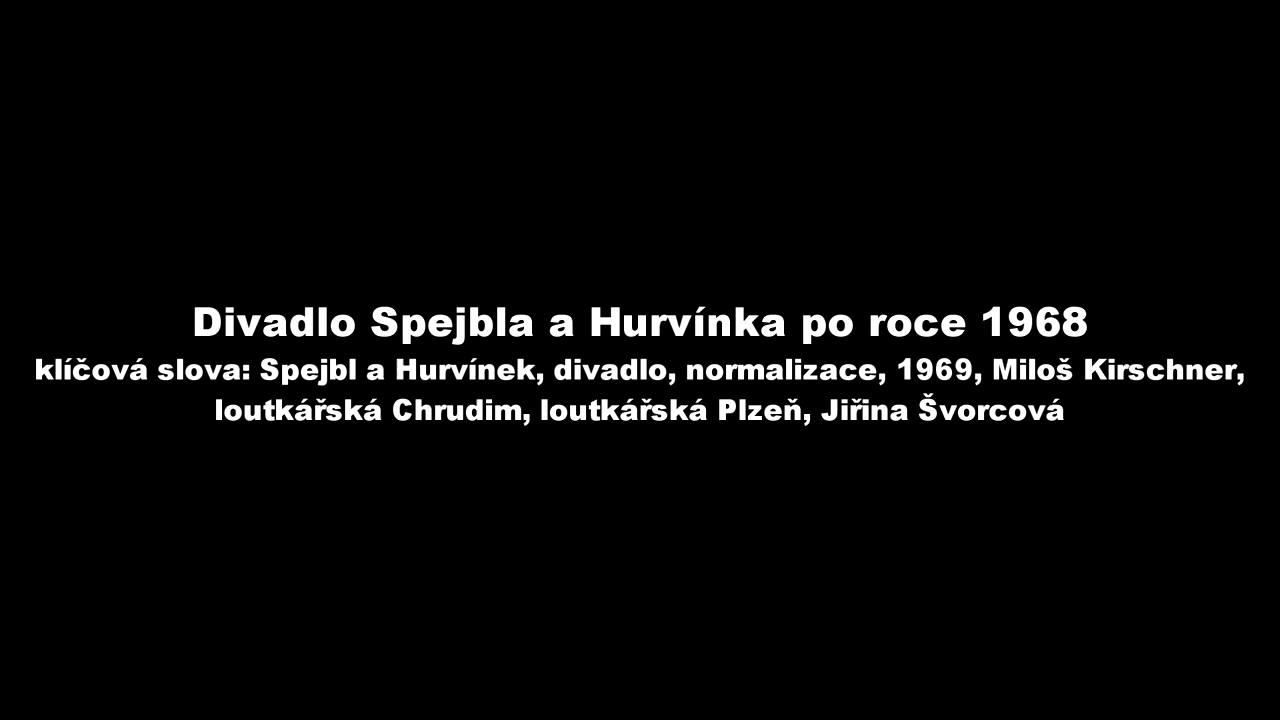 Divadlo Spejbla a Hurvínka po roce 1968
klíčová slova: Spejbl a Hurvínek, divadlo, normalizace, 1969, Miloš Kirschner,
loutkářská Chrudim, loutkářská Plzeň, Jiřina Švorcová